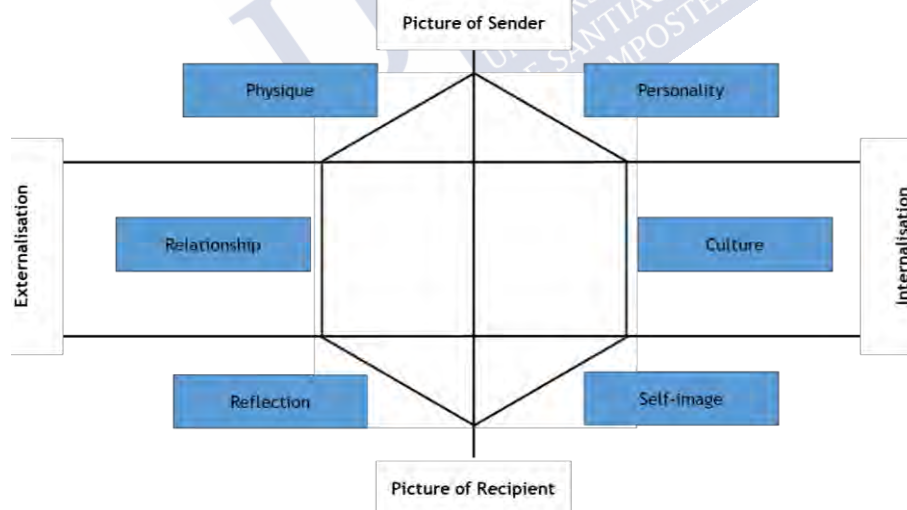 Picture of Sender
Physique
Personality
Externalisation
Relationship
Culture
Internalisation
Reflection
Self-image
Picture of Recipient